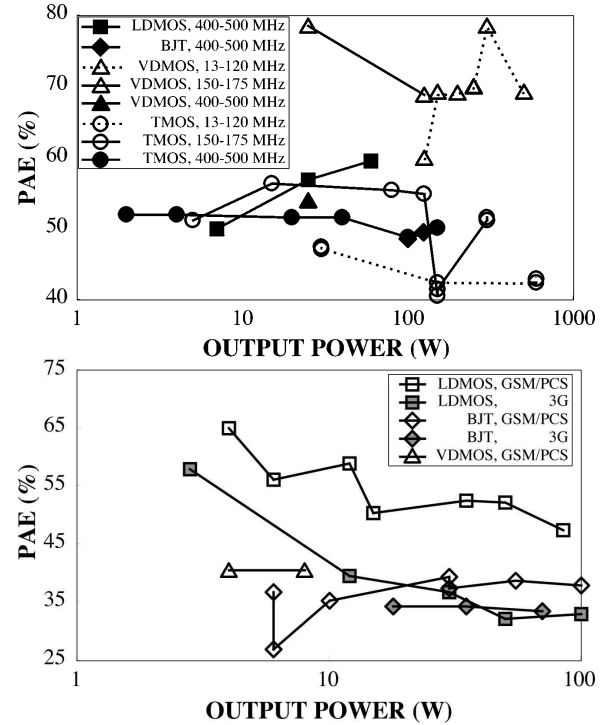 80
70
60
50
40
PAE (%)
LDMOS, 400-500 MHz
BJT, 400-500 MHz
VDMOS, 13-120 MHz
VDMOS, 150-175 MHz
VDMOS, 400-500 MHz
TMOS, 13-120 MHz
TMOS, 150-175 MHz
TMOS, 400-500 MHz
1 10 100 1000
OUTPUT POWER (W)
75
65
55
45
35
25
PAE (%)
LDMOS, GSM/PCS
LDMOS, 3G
BJT, GSM/PCS
BJT, 3G
VDMOS, GSM/PCS
1 10 100
OUTPUT POWER (W)